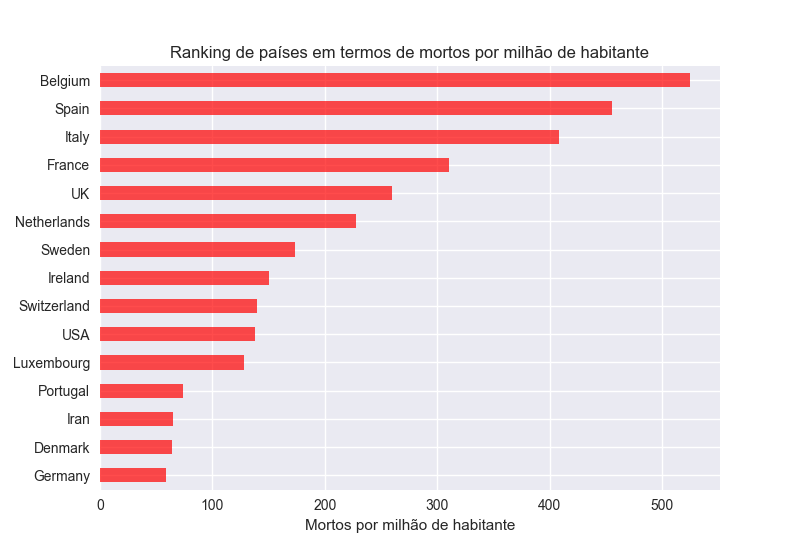 Ranking de países em termos de mortos por milhão de habitante
Belgium
Spain
Italy
France
UK
Netherlands
Sweden
Ireland
Switzerland
USA
Luxembourg
Portugal
Iran
Denmark
Germany
0 100 200 300 400 500
Mortos por milhão de habitante